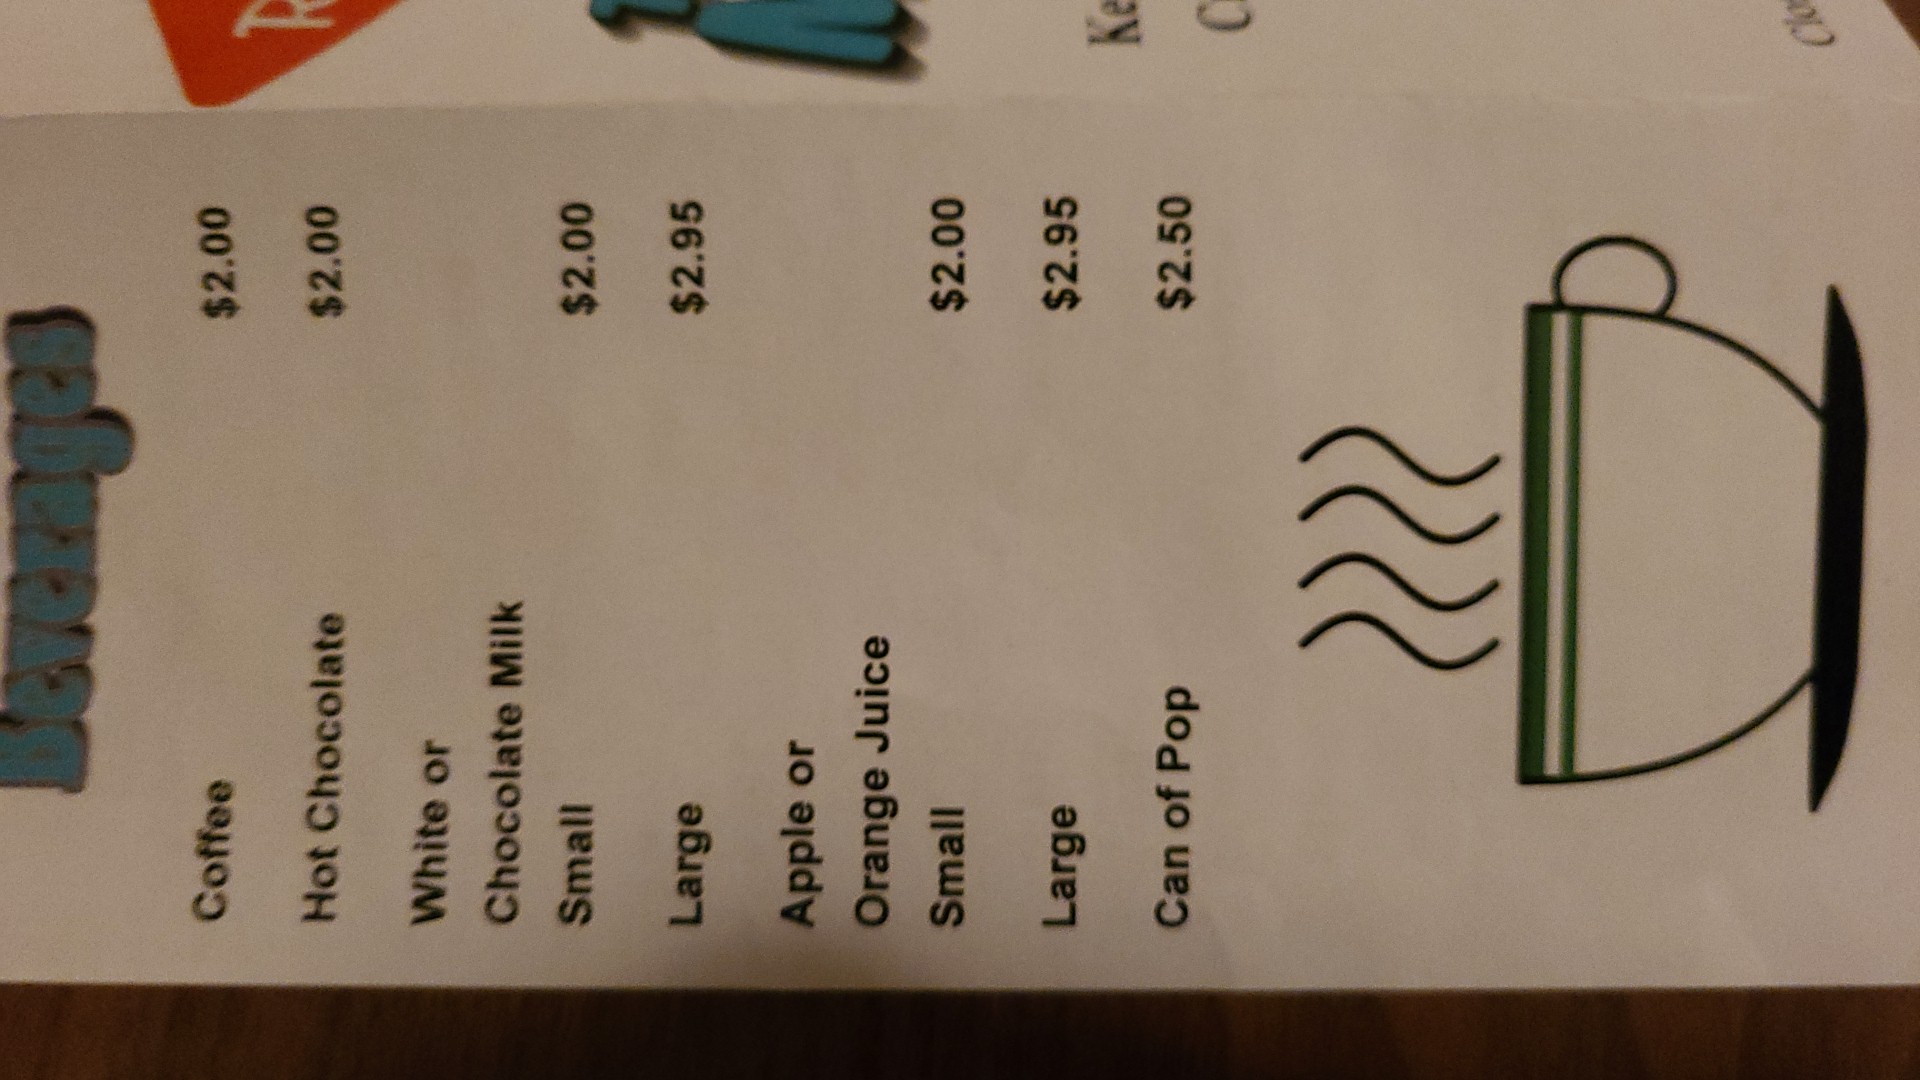 Beverages
Coffee $2.00
Hot Chocolate $2.00
White or
Chocolate Milk
Small $2.00
Large $2.95
Apple or
Orange Juice
Small $2.00
Large $2.95
Can of Pop $2.50